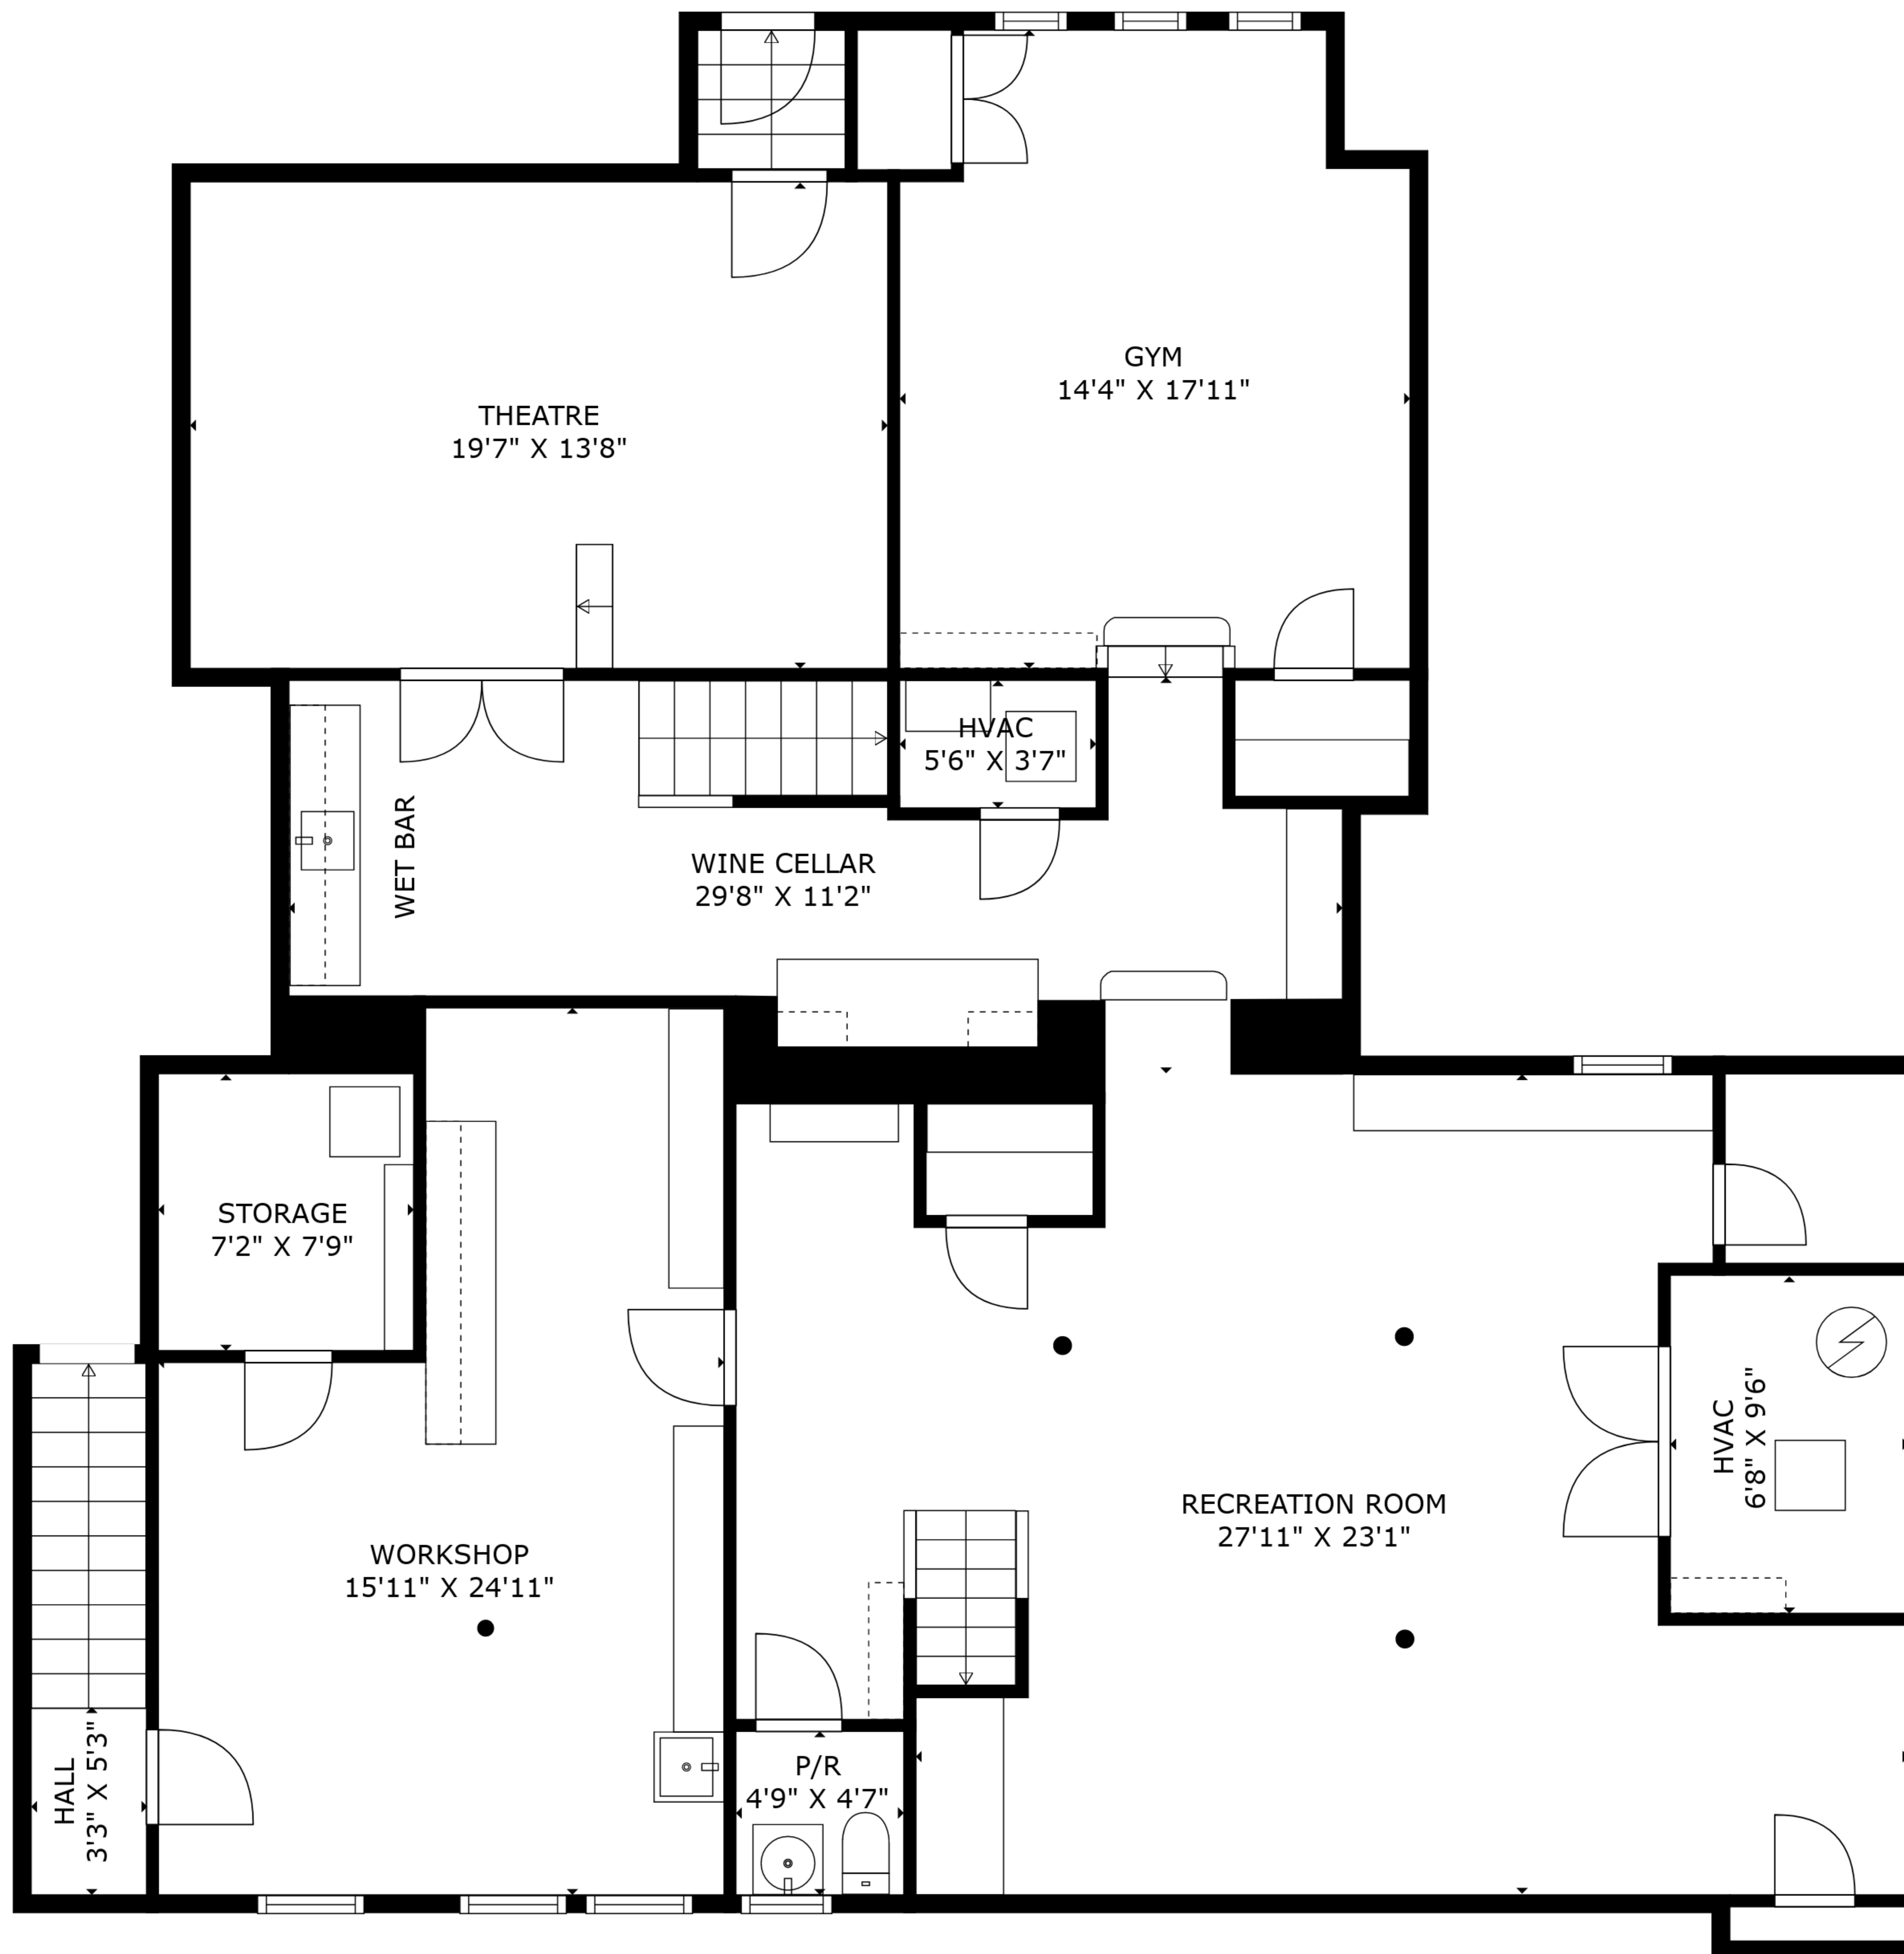 GYM
14'4" X 17'11"
THEATRE
19'7" X 13'8"
HVAC
5'6" X 3'7"
WET BAR
WINE CELLAR
29'8" X 11'2"
STORAGE
7'2" X 7'9"
HVAC
6'8" X 9'6"
RECREATION ROOM
27'11" X 23'1"
WORKSHOP
15'11" X 24'11"
HALL
3'3" X 5'3"
P/R
4'9" X 4'7"